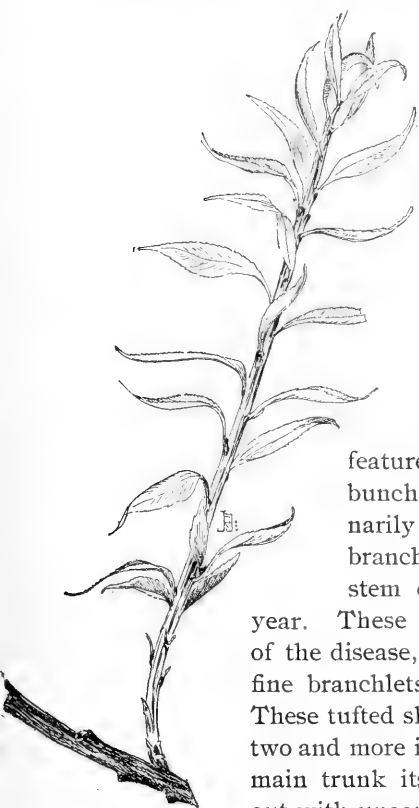 feature
bunch
narily
branch
stem
year. These
of the disease,
fine branchlets
These tufted
two and more
main trunk